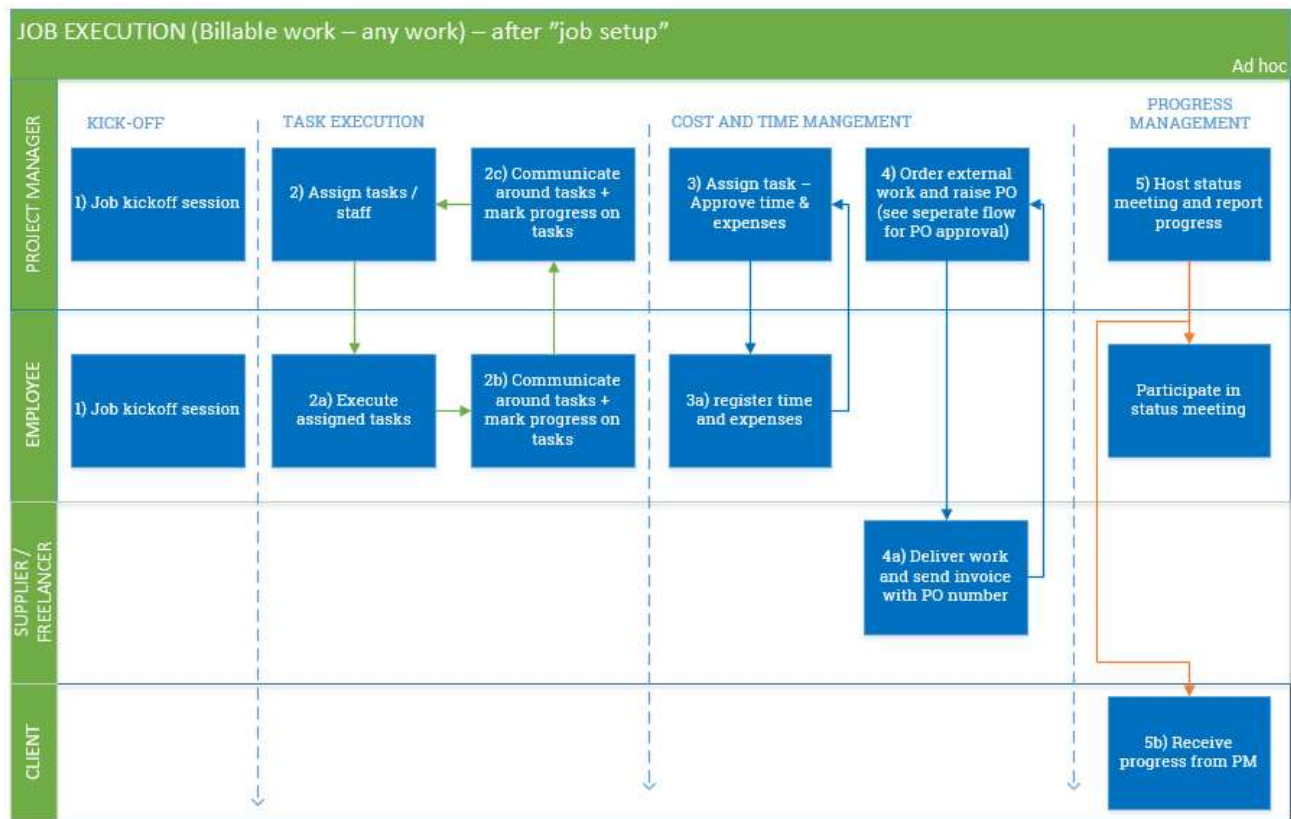 JOB EXECUTION (Billable work – any work) – after ”job setup”
Ad hoc
PROJECT MANAGER
KICK-OFF
TASK EXECUTION
COST AND TIME MANGEMENT
PROGRESS
MANAGEMENT
1) Job kickoff session
2) Assign tasks /
staff
2c) Communicate
around tasks +
mark progress on
tasks
3) Assign task –
Approve time &
expenses
4) Order external
work and raise PO
(see seperate flow
for PO approval)
5) Host status
meeting and report
progress
EMPLOYEE
1) Job kickoff session
2a) Execute
assigned tasks
2b) Communicate
around tasks +
mark progress on
tasks
3a) register time
and expenses
Participate in
status meeting
SUPPLIER /
FREELANCER
4a) Deliver work
and send invoice
with PO number
CLIENT
5b) Receive
progress from PM